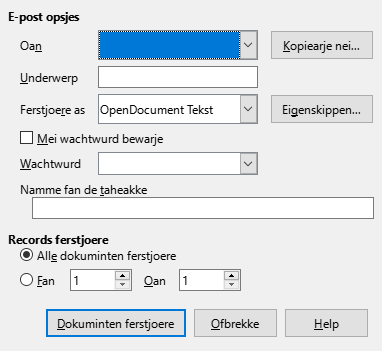 E-post opsjes
Oan
Kopiearje nei...
Underwerp
Ferstjoere as OpenDocument Tekst Eigenskippen...
Mei wachtwurd bewarje
Wachtwurd
Namme fan de taheakke
Records ferstjoere
Alle dokuminten ferstjoere
Fan 1 Oan 1
Dokuminten ferstjoere Ofbrekke Help